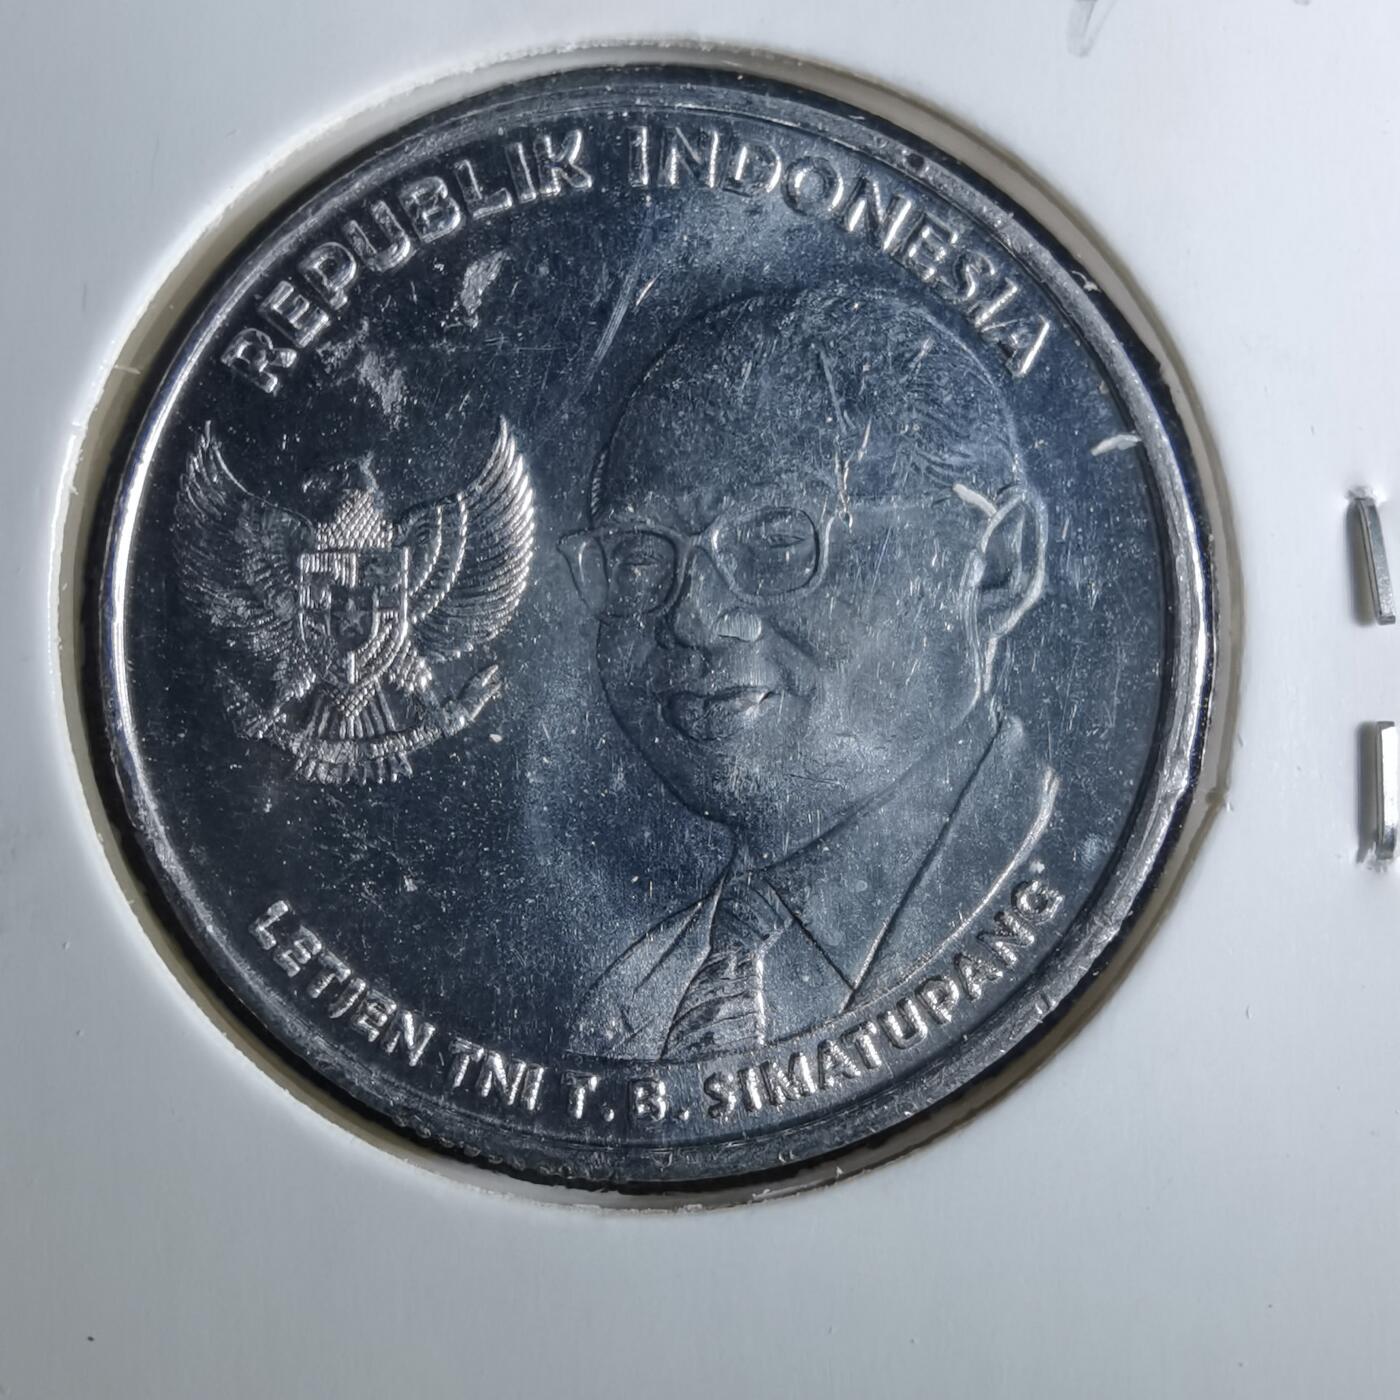 REPUBLIK INDONESIA
LETJEN TNI T. B. SIMATUPANG